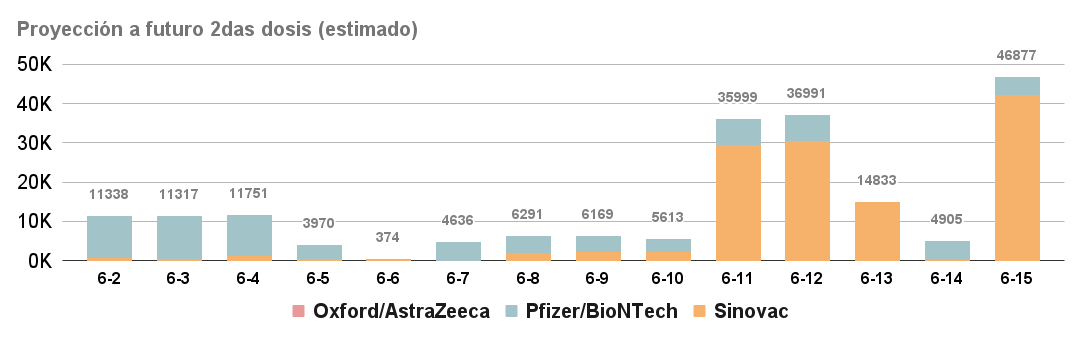 Proyección a futuro 2das dosis (estimado)
50K
40K
30K
20K
10K
0K
11338
11317
11751
3970
374
4636
6291
6169
5613
35999
36991
14833
4905
46877
6-2
6-3
6-4
6-5
6-6
6-7
6-8
6-9
6-10
6-11
6-12
6-13
6-14
6-15
Oxford/AstraZeeca
Pfizer/BioNTech
Sinovac